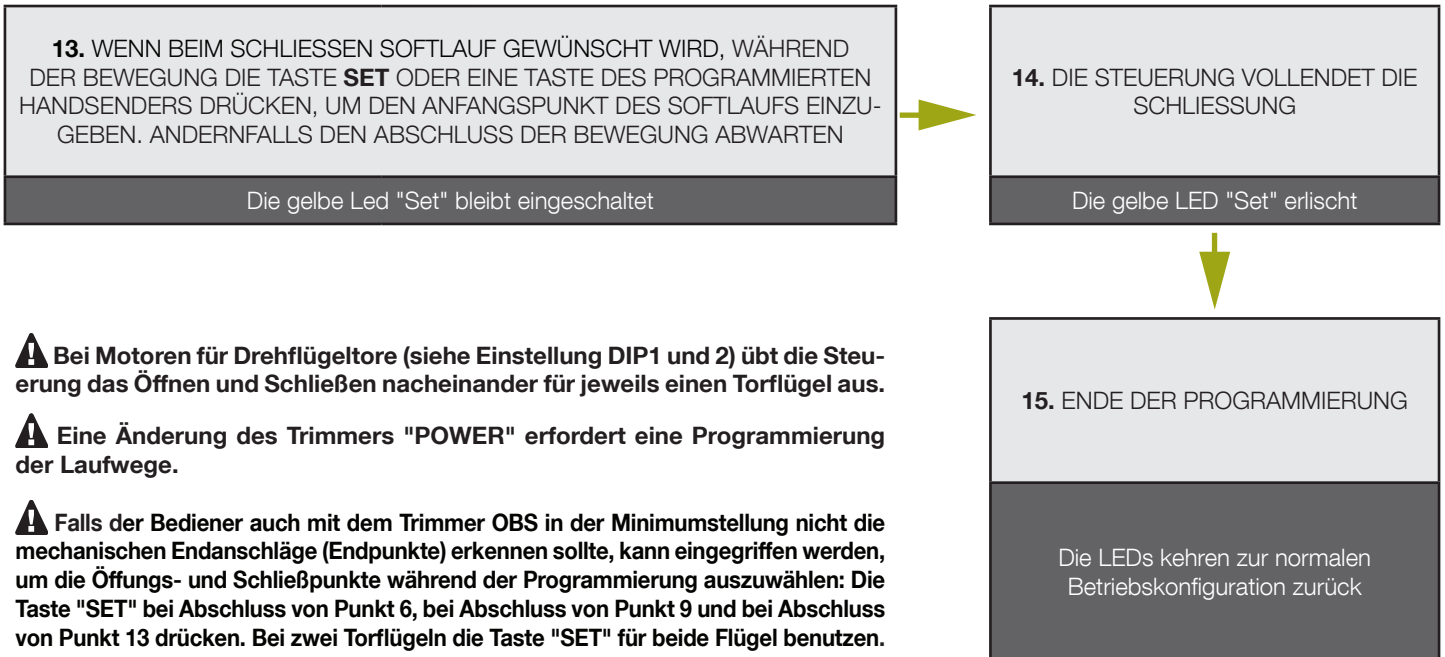 13. WENN BEIM SCHLIESSEN SOFTLAUF GEWÜNSCHT WIRD, WÄHREND
DER BEWEGUNG DIE TASTE SET ODER EINE TASTE DES PROGRAMMIERTEN
HANDSENDERS DRÜCKEN, UM DEN ANFANGSPUNKT DES SOFTLAUFS EINZU-
GEBEN. ANDERNFALLS DEN ABSCHLUSS DER BEWEGUNG ABWARTEN
Die gelbe Led "Set" bleibt eingeschaltet
14. DIE STEUERUNG VOLLENDET DIE
SCHLIESSUNG
Die gelbe LED "Set" erlischt
Bei Motoren für Drehflügeltore (siehe Einstellung DIP1 und 2) übt die Steu-
erung das Öffnen und Schließen nacheinander für jeweils einen Torflügel aus.
Eine Änderung des Trimmers "POWER" erfordert eine Programmierung
der Laufwege.
Falls der Bediener auch mit dem Trimmer OBS in der Minimumstellung nicht die
mechanischen Endanschläge (Endpunkte) erkennen sollte, kann eingegriffen werden,
um die Öffungs- und Schließpunkte während der Programmierung auszuwählen: Die
Taste "SET" bei Abschluss von Punkt 6, bei Abschluss von Punkt 9 und bei Abschluss
von Punkt 13 drücken. Bei zwei Torflügeln die Taste "SET" für beide Flügel benutzen.
15. ENDE DER PROGRAMMIERUNG
Die LEDs kehren zur normalen
Betriebskonfiguration zurück